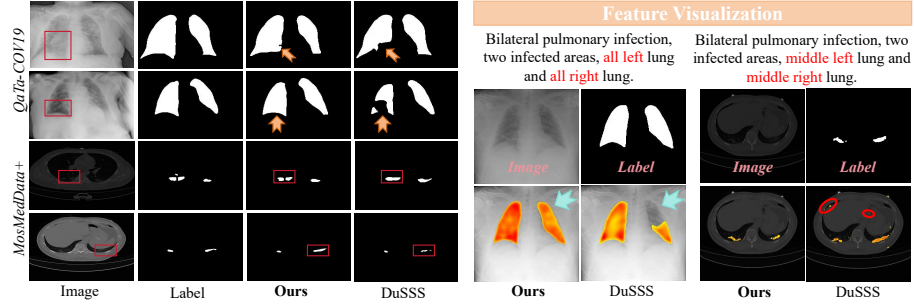 QaTa-COV19
MosMedData+
Image
Label
Ours
DuSSS
Feature Visualization
Bilateral pulmonary infection,
two infected areas, all left lung
and all right lung.
Image
Label
Ours
DuSSS
Bilateral pulmonary infection, two
infected areas, middle left lung and
middle right lung.
Image
Label
Ours
DuSSS